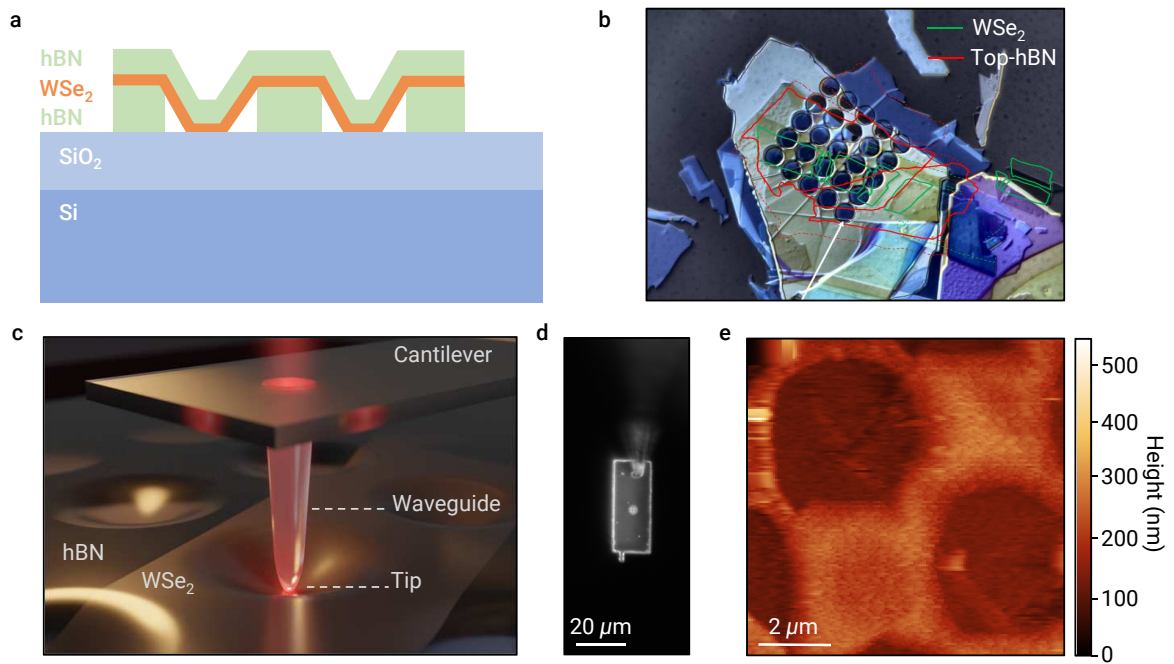 a
hBN
WSe₂
hBN
SiO₂
Si
b
WSe₂
Top-hBN
c
Cantilever
Waveguide
hBN
WSe₂
Tip
d
20 µm
e
2 µm
500
400
300
200
100
0
Height (nm)